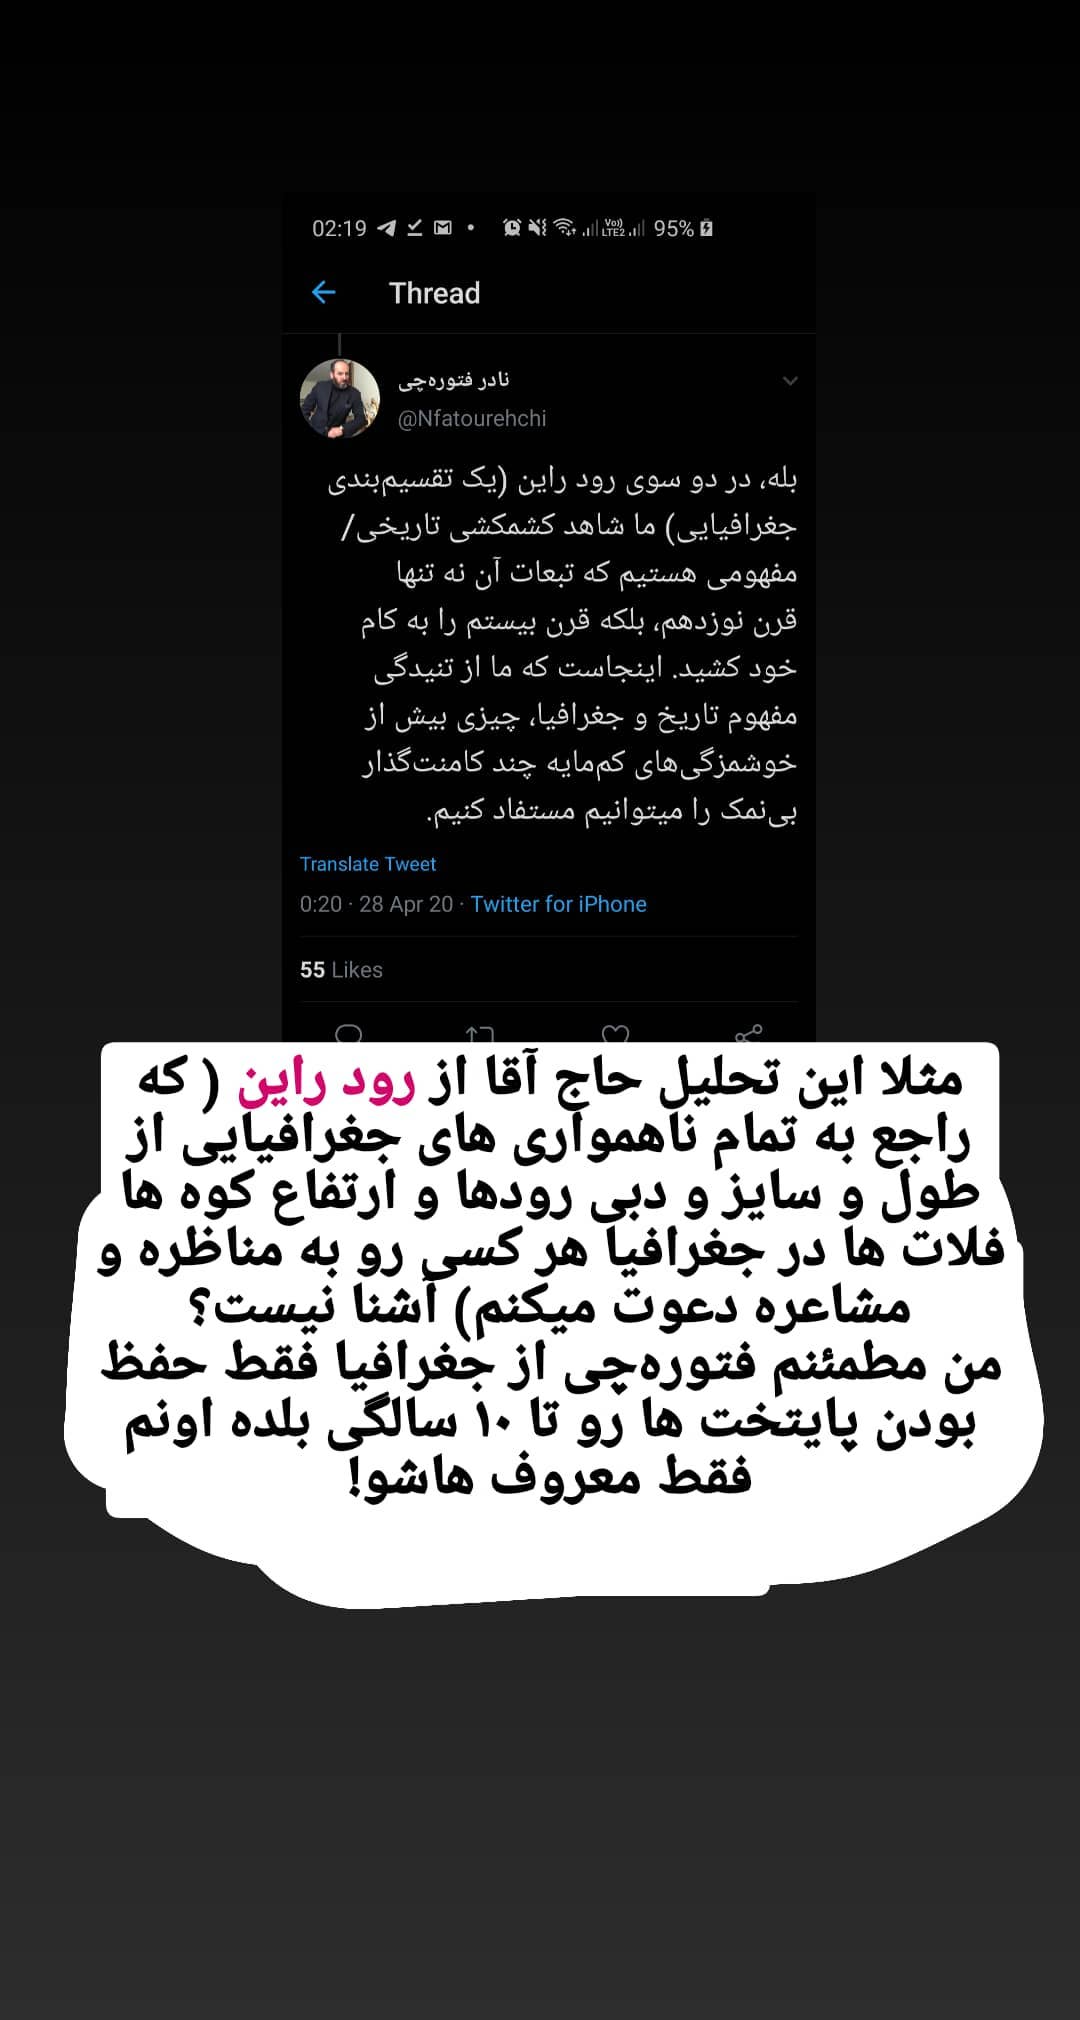 02:19 95%
Thread
نادر فتوره‌چی
@Nfatourehchi
بله، در دو سوی رود راین (یک تقسیم‌بندی
جغرافیایی) ما شاهد کشمکشی تاریخی/
مفهومی هستیم که تبعات آن نه تنها
قرن نوزدهم، بلکه قرن بیستم را به کام
خود کشید. اینجاست که ما از تنیدگی
مفهوم تاریخ و جغرافیا، چیزی بیش از
خوشمزگی‌های کم‌مایه چند کامنت‌گذار
بی‌نمک را میتوانیم مستفاد کنیم.
Translate Tweet
0:20 · 28 Apr 20 · Twitter for iPhone
55 Likes
مثلا این تحلیل حاج آقا از رود راین ( که
راجع به تمام ناهمواری های جغرافیایی از
طول و سایز و دبی رودها و ارتفاع کوه ها
فلات ها در جغرافیا هر کسی رو به مناظره و
مشاعره دعوت میکنم) آشنا نیست؟
من مطمئنم فتوره‌چی از جغرافیا فقط حفظ
بودن پایتخت ها رو تا ۱۰ سالگی بلده اونم
فقط معروف هاشو!